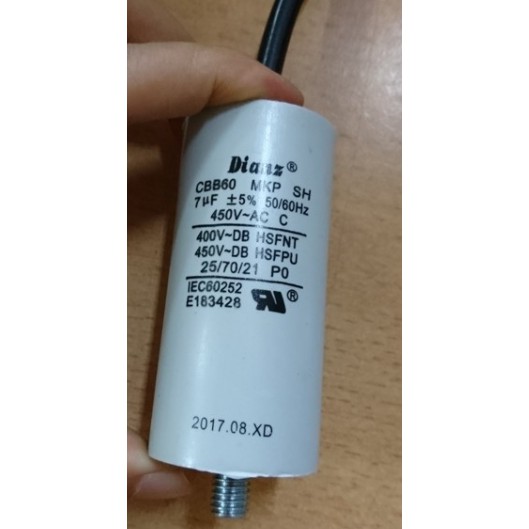 Dianz®
CBB60 MKP SH
7µF ±5% 50/60Hz
450V~AC C
400V~DB HSFNT
450V~DB HSFPU
25/70/21 P0
IEC60252
E183428 RU®
2017.08.XD